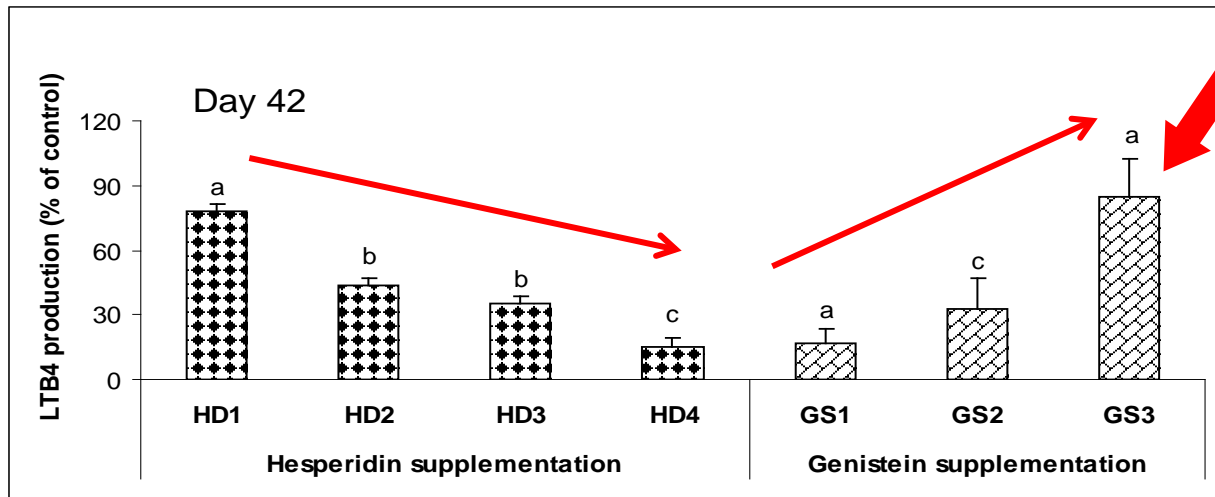 Day 42
LTB4 production (% of control)
120
90
60
30
0
a
b
b
c
a
c
a
HD1 HD2 HD3 HD4 GS1 GS2 GS3
Hesperidin supplementation Genistein supplementation